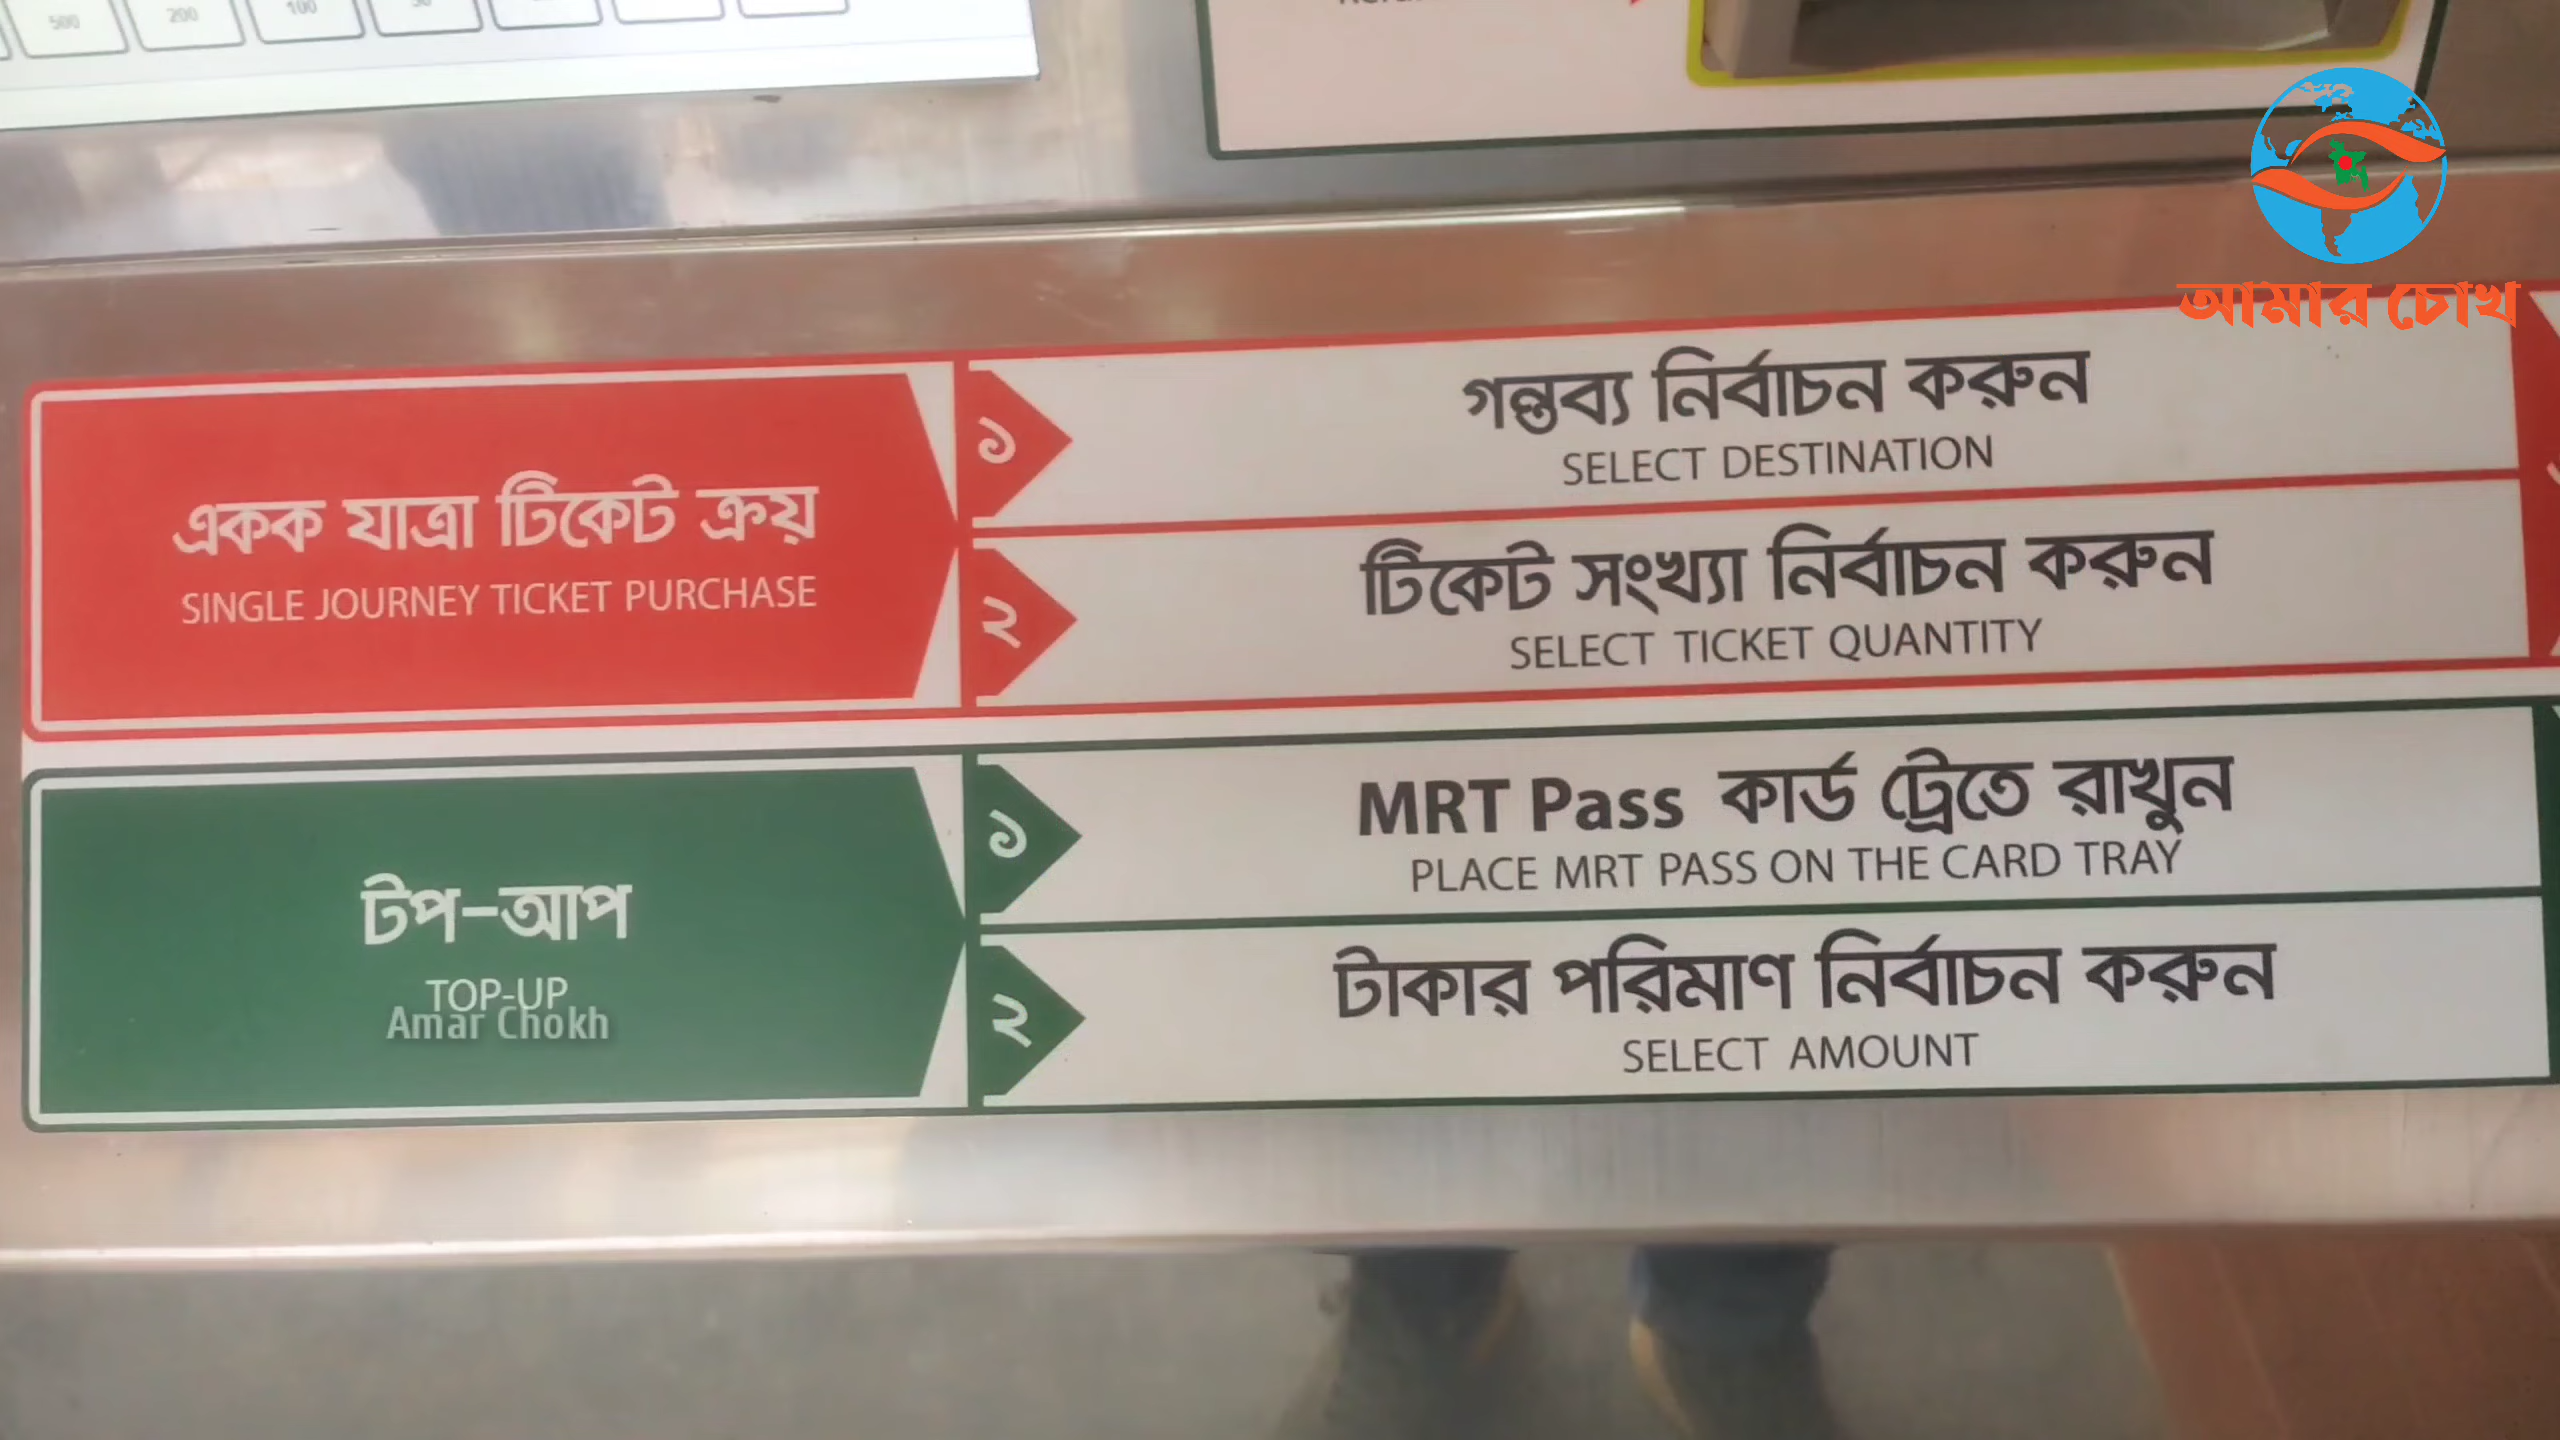 500 200 100
আমার চোখ
একক যাত্রা টিকেট ক্রয়
SINGLE JOURNEY TICKET PURCHASE
১
গন্তব্য নির্বাচন করুন
SELECT DESTINATION
২
টিকেট সংখ্যা নির্বাচন করুন
SELECT TICKET QUANTITY
টপ-আপ
TOP-UP
Amar Chokh
১
MRT Pass কার্ড ট্রেতে রাখুন
PLACE MRT PASS ON THE CARD TRAY
২
টাকার পরিমাণ নির্বাচন করুন
SELECT AMOUNT